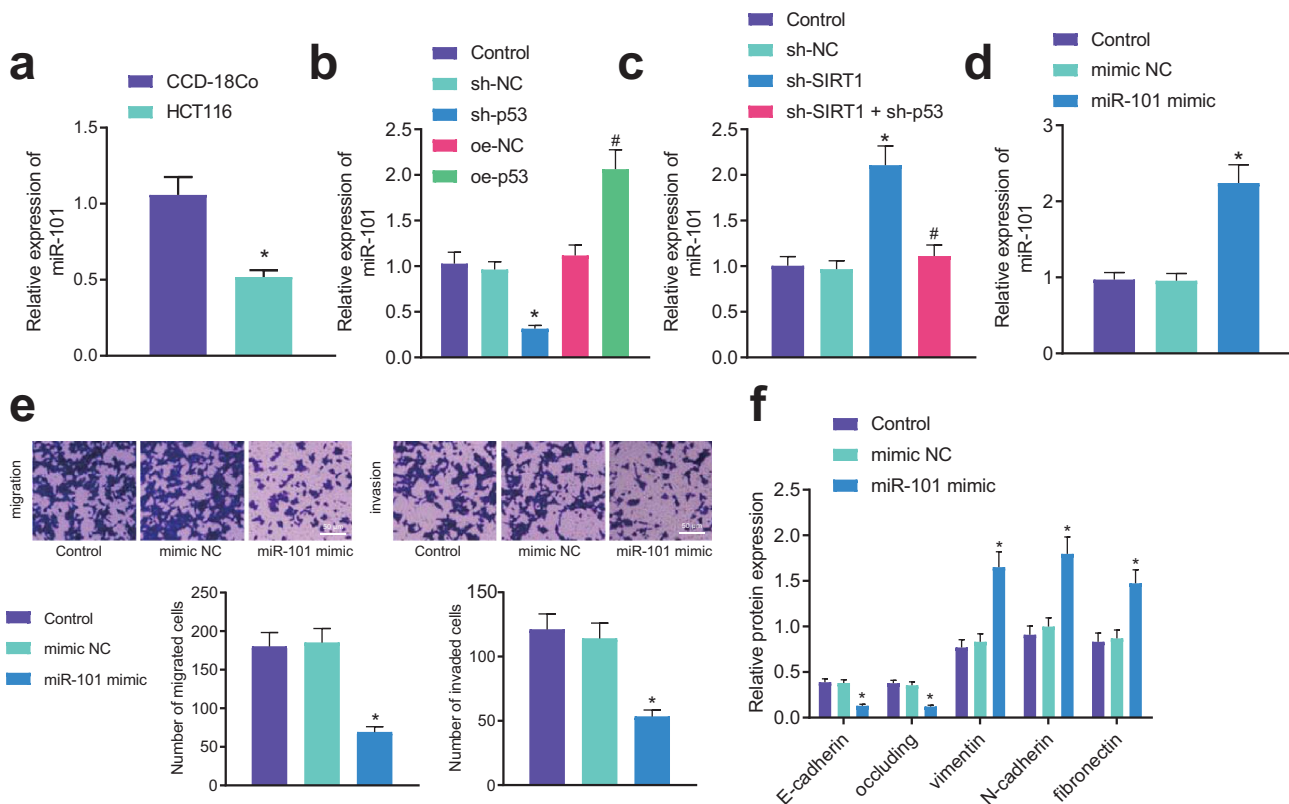 a
CCD-18Co
HCT116
Relative expression of
miR-101
1.5
1.0
0.5
0.0
*
b
Control
sh-NC
sh-p53
oe-NC
oe-p53
Relative expression of
miR-101
2.5
2.0
1.5
1.0
0.5
0.0
*
#
c
Control
sh-NC
sh-SIRT1
sh-SIRT1 + sh-p53
Relative expression of
miR-101
2.5
2.0
1.5
1.0
0.5
0.0
*
#
d
Control
mimic NC
miR-101 mimic
Relative expression of
miR-101
3
2
1
0
*
e
migration
50 μm
Control
mimic NC
miR-101 mimic
invasion
50 μm
Control
mimic NC
miR-101 mimic
Control
mimic NC
miR-101 mimic
Number of migrated cells
250
200
150
100
50
0
*
Number of invaded cells
150
100
50
0
*
f
Control
mimic NC
miR-101 mimic
Relative protein expression
2.5
2.0
1.5
1.0
0.5
0.0
*
*
*
*
*
E-cadherin
occluding
vimentin
N-cadherin
fibronectin